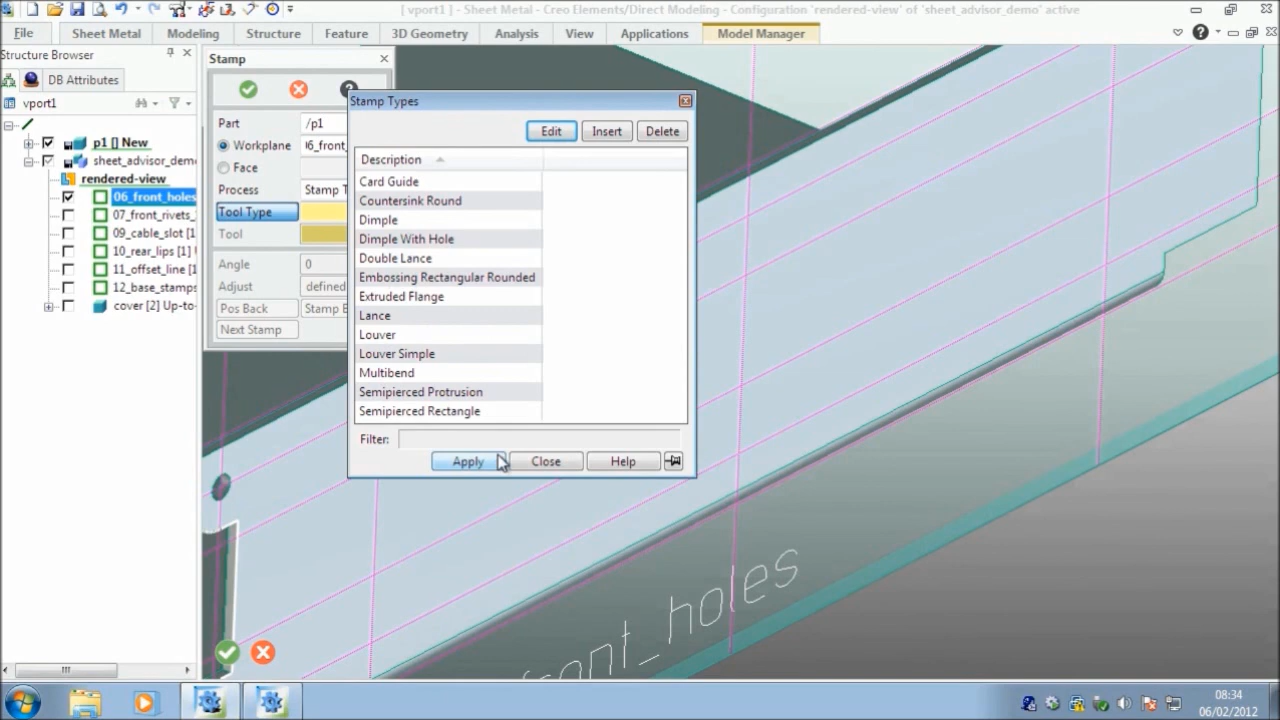 [ vport1 ] - Sheet Metal - Creo Elements/Direct Modeling - Configuration 'rendered-view' of 'sheet_advisor_demo' active
File Sheet Metal Modeling Structure Feature 3D Geometry Analysis View Applications Model Manager
Structure Browser
DB Attributes
vport1
p1 [] New
sheet_advisor_demo
rendered-view
06_front_holes
07_front_rivets_
09_cable_slot [1
10_rear_lips [1] U
11_offset_line [1
12_base_stamps
cover [2] Up-to-
Stamp
Part /p1
Workplane 06_front_
Face
Process Stamp T
Tool Type
Tool
Angle 0
Adjust defined
Pos Back Stamp B
Next Stamp
Stamp Types
Edit Insert Delete
Description
Card Guide
Countersink Round
Dimple
Dimple With Hole
Double Lance
Embossing Rectangular Rounded
Extruded Flange
Lance
Louver
Louver Simple
Multibend
Semipierced Protrusion
Semipierced Rectangle
Filter:
Apply Close Help
front_holes
08:34
06/02/2012